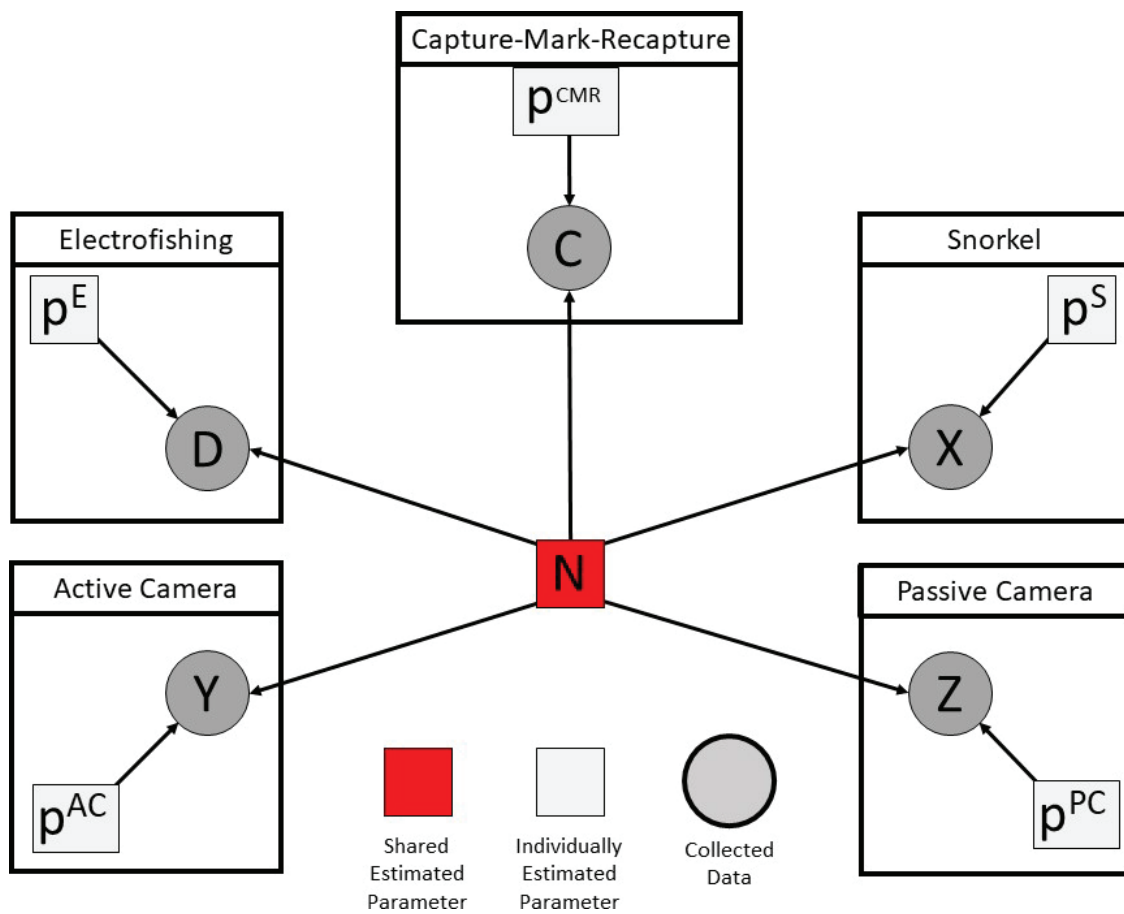 Capture-Mark-Recapture
pCMR
C
Electrofishing
pE
D
Snorkel
pS
X
N
Active Camera
Y
pAC
Passive Camera
Z
pPC
Shared
Estimated
Parameter
Individually
Estimated
Parameter
Collected
Data